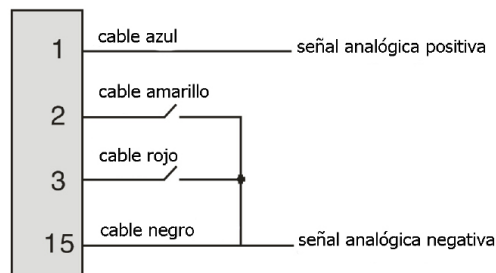 1 cable azul señal analógica positiva
2 cable amarillo
3 cable rojo
15 cable negro señal analógica negativa